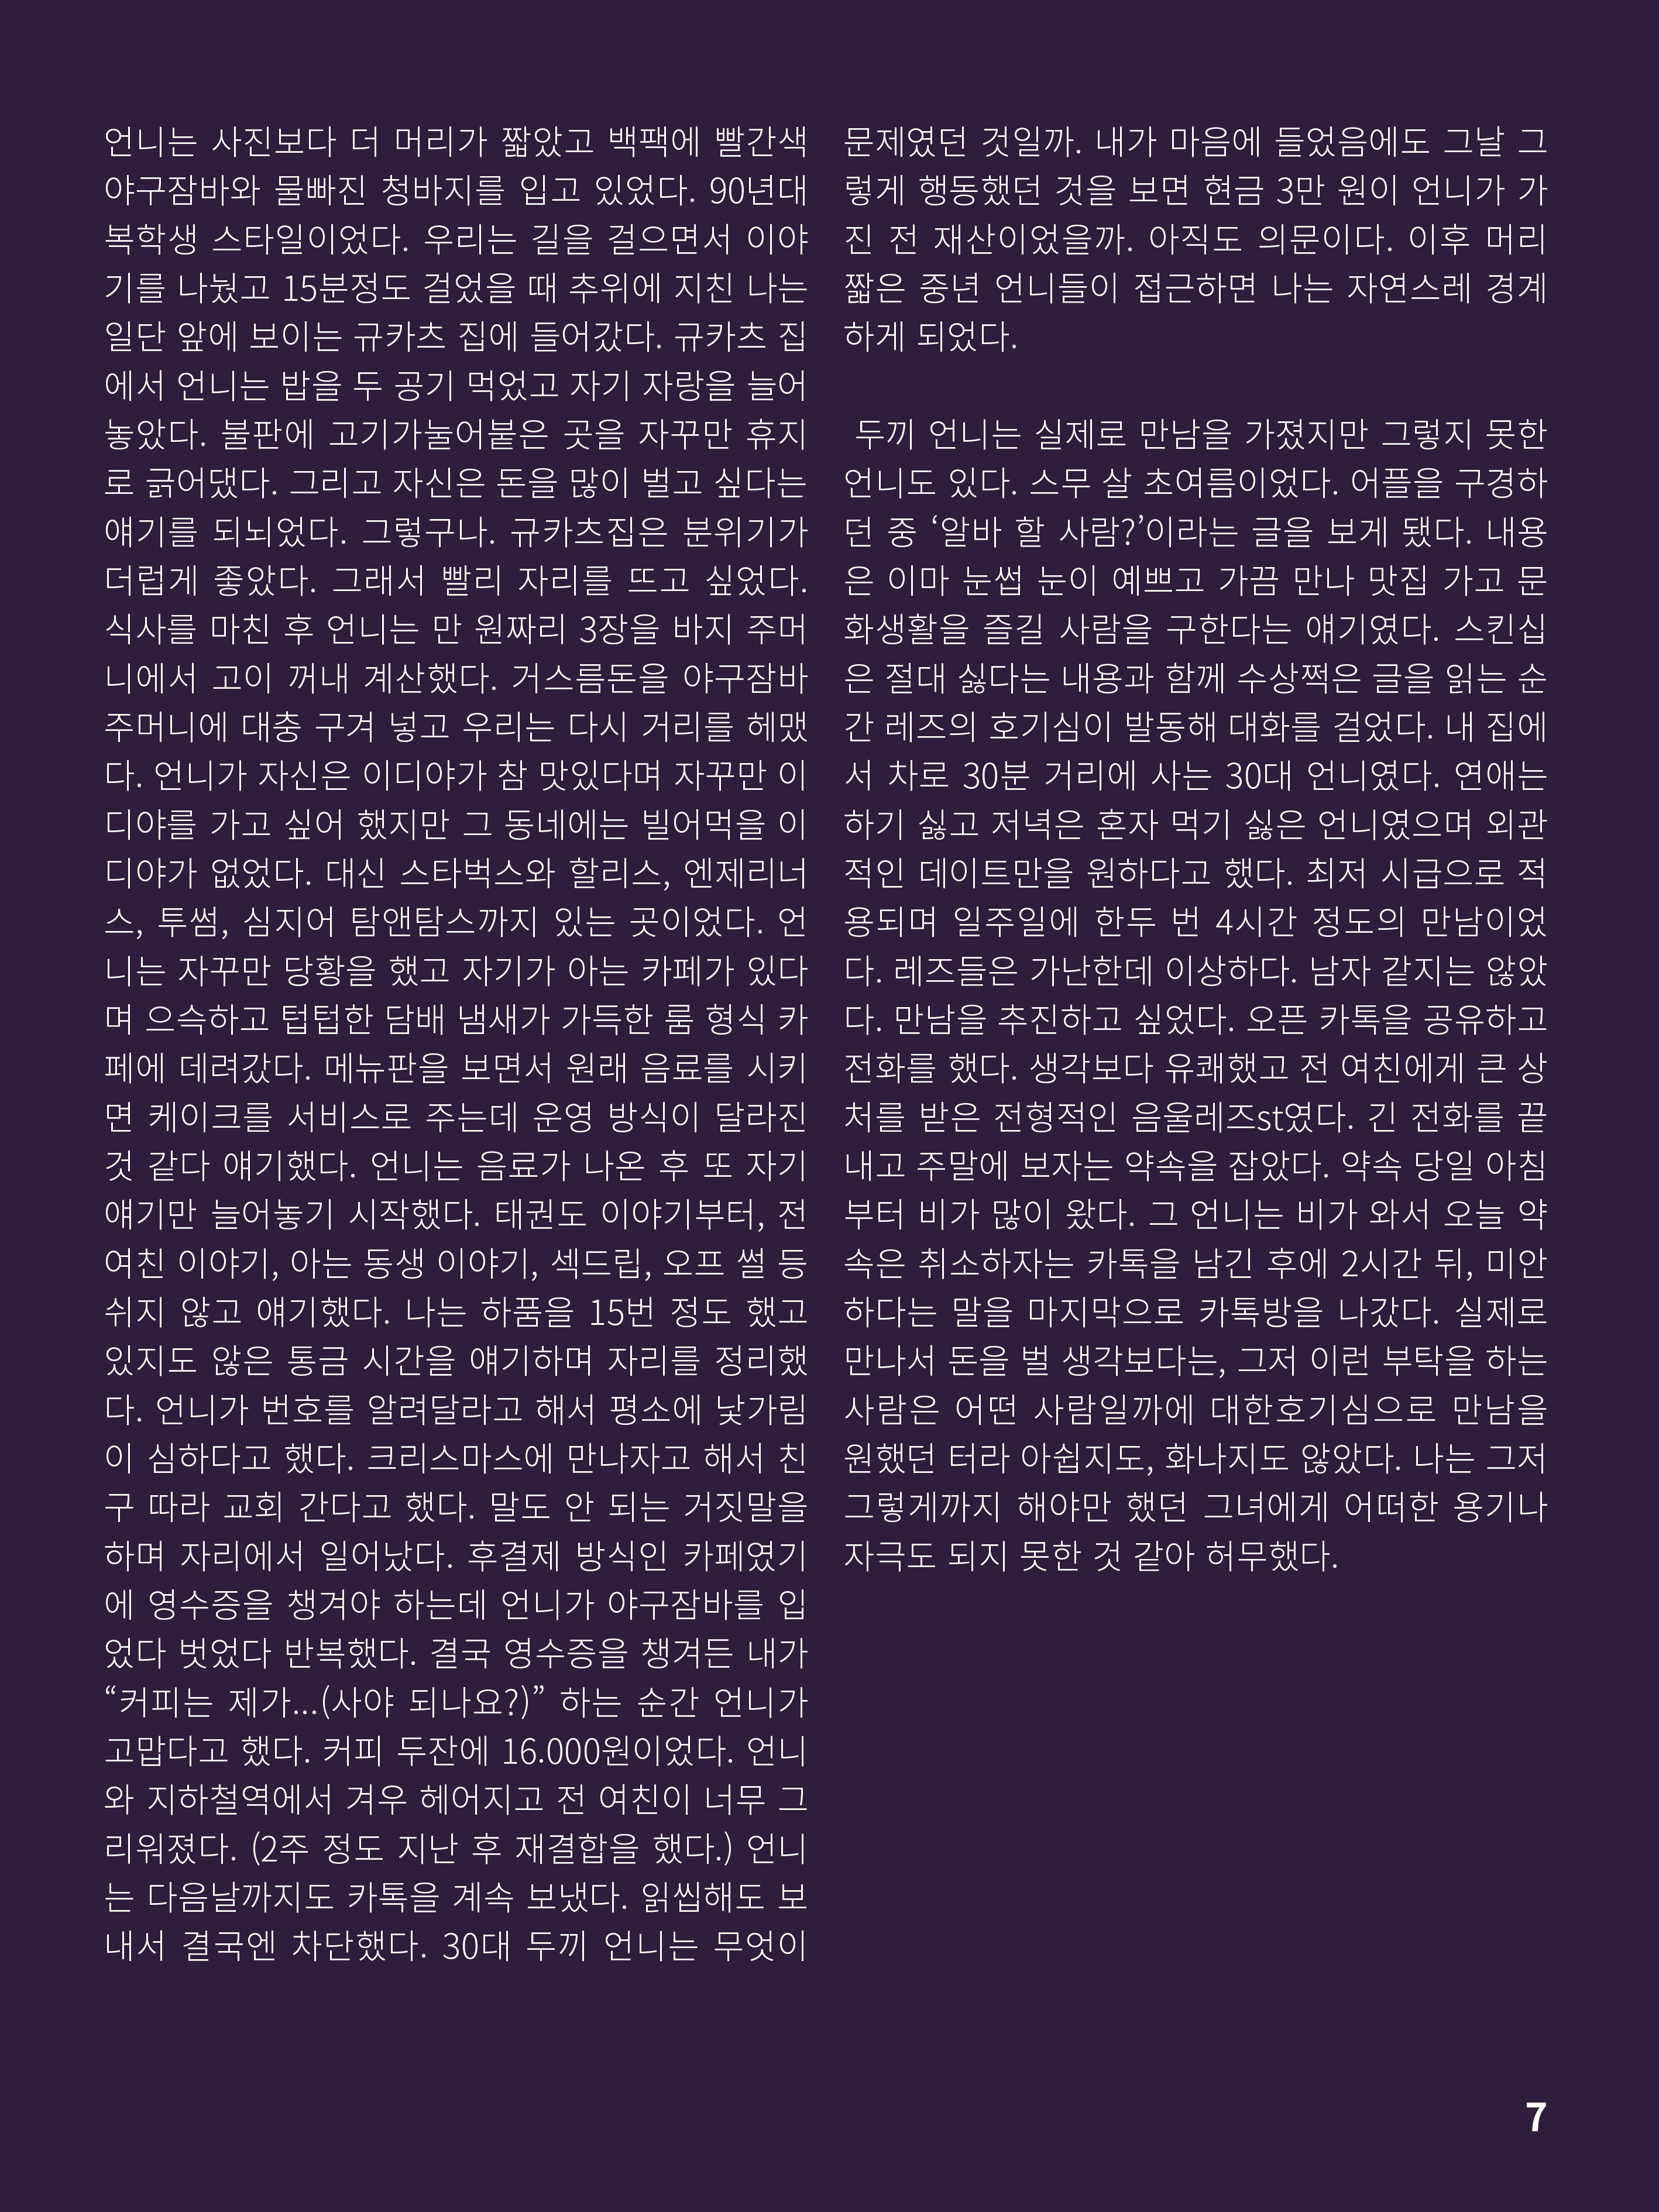 언니는 사진보다 더 머리가 짧았고 백팩에 빨간색
야구잠바와 물빠진 청바지를 입고 있었다. 90년대
복학생 스타일이었다. 우리는 길을 걸으면서 이야
기를 나눴고 15분정도 걸었을 때 추위에 지친 나는
일단 앞에 보이는 규카츠 집에 들어갔다. 규카츠 집
에서 언니는 밥을 두 공기 먹었고 자기 자랑을 늘어
놓았다. 불판에 고기가눌어붙은 곳을 자꾸만 휴지
로 긁어댔다. 그리고 자신은 돈을 많이 벌고 싶다는
얘기를 되뇌었다. 그렇구나. 규카츠집은 분위기가
더럽게 좋았다. 그래서 빨리 자리를 뜨고 싶었다.
식사를 마친 후 언니는 만 원짜리 3장을 바지 주머
니에서 고이 꺼내 계산했다. 거스름돈을 야구잠바
주머니에 대충 구겨 넣고 우리는 다시 거리를 헤맸
다. 언니가 자신은 이디야가 참 맛있다며 자꾸만 이
디야를 가고 싶어 했지만 그 동네에는 빌어먹을 이
디야가 없었다. 대신 스타벅스와 할리스, 엔제리너
스, 투썸, 심지어 탐앤탐스까지 있는 곳이었다. 언
니는 자꾸만 당황을 했고 자기가 아는 카페가 있다
며 으슥하고 텁텁한 담배 냄새가 가득한 룸 형식 카
페에 데려갔다. 메뉴판을 보면서 원래 음료를 시키
면 케이크를 서비스로 주는데 운영 방식이 달라진
것 같다 얘기했다. 언니는 음료가 나온 후 또 자기
얘기만 늘어놓기 시작했다. 태권도 이야기부터, 전
여친 이야기, 아는 동생 이야기, 섹드립, 오프 썰 등
쉬지 않고 얘기했다. 나는 하품을 15번 정도 했고
있지도 않은 통금 시간을 얘기하며 자리를 정리했
다. 언니가 번호를 알려달라고 해서 평소에 낯가림
이 심하다고 했다. 크리스마스에 만나자고 해서 친
구 따라 교회 간다고 했다. 말도 안 되는 거짓말을
하며 자리에서 일어났다. 후결제 방식인 카페였기
에 영수증을 챙겨야 하는데 언니가 야구잠바를 입
었다 벗었다 반복했다. 결국 영수증을 챙겨든 내가
“커피는 제가...(사야 되나요?)” 하는 순간 언니가
고맙다고 했다. 커피 두잔에 16.000원이었다. 언니
와 지하철역에서 겨우 헤어지고 전 여친이 너무 그
리워졌다. (2주 정도 지난 후 재결합을 했다.) 언니
는 다음날까지도 카톡을 계속 보냈다. 읽씹해도 보
내서 결국엔 차단했다. 30대 두끼 언니는 무엇이
문제였던 것일까. 내가 마음에 들었음에도 그날 그
렇게 행동했던 것을 보면 현금 3만 원이 언니가 가
진 전 재산이었을까. 아직도 의문이다. 이후 머리
짧은 중년 언니들이 접근하면 나는 자연스레 경계
하게 되었다.
두끼 언니는 실제로 만남을 가졌지만 그렇지 못한
언니도 있다. 스무 살 초여름이었다. 어플을 구경하
던 중 ‘알바 할 사람?’이라는 글을 보게 됐다. 내용
은 이마 눈썹 눈이 예쁘고 가끔 만나 맛집 가고 문
화생활을 즐길 사람을 구한다는 얘기였다. 스킨십
은 절대 싫다는 내용과 함께 수상쩍은 글을 읽는 순
간 레즈의 호기심이 발동해 대화를 걸었다. 내 집에
서 차로 30분 거리에 사는 30대 언니였다. 연애는
하기 싫고 저녁은 혼자 먹기 싫은 언니였으며 외관
적인 데이트만을 원하다고 했다. 최저 시급으로 적
용되며 일주일에 한두 번 4시간 정도의 만남이었
다. 레즈들은 가난한데 이상하다. 남자 같지는 않았
다. 만남을 추진하고 싶었다. 오픈 카톡을 공유하고
전화를 했다. 생각보다 유쾌했고 전 여친에게 큰 상
처를 받은 전형적인 음울레즈st였다. 긴 전화를 끝
내고 주말에 보자는 약속을 잡았다. 약속 당일 아침
부터 비가 많이 왔다. 그 언니는 비가 와서 오늘 약
속은 취소하자는 카톡을 남긴 후에 2시간 뒤, 미안
하다는 말을 마지막으로 카톡방을 나갔다. 실제로
만나서 돈을 벌 생각보다는, 그저 이런 부탁을 하는
사람은 어떤 사람일까에 대한호기심으로 만남을
원했던 터라 아쉽지도, 화나지도 않았다. 나는 그저
그렇게까지 해야만 했던 그녀에게 어떠한 용기나
자극도 되지 못한 것 같아 허무했다.
7